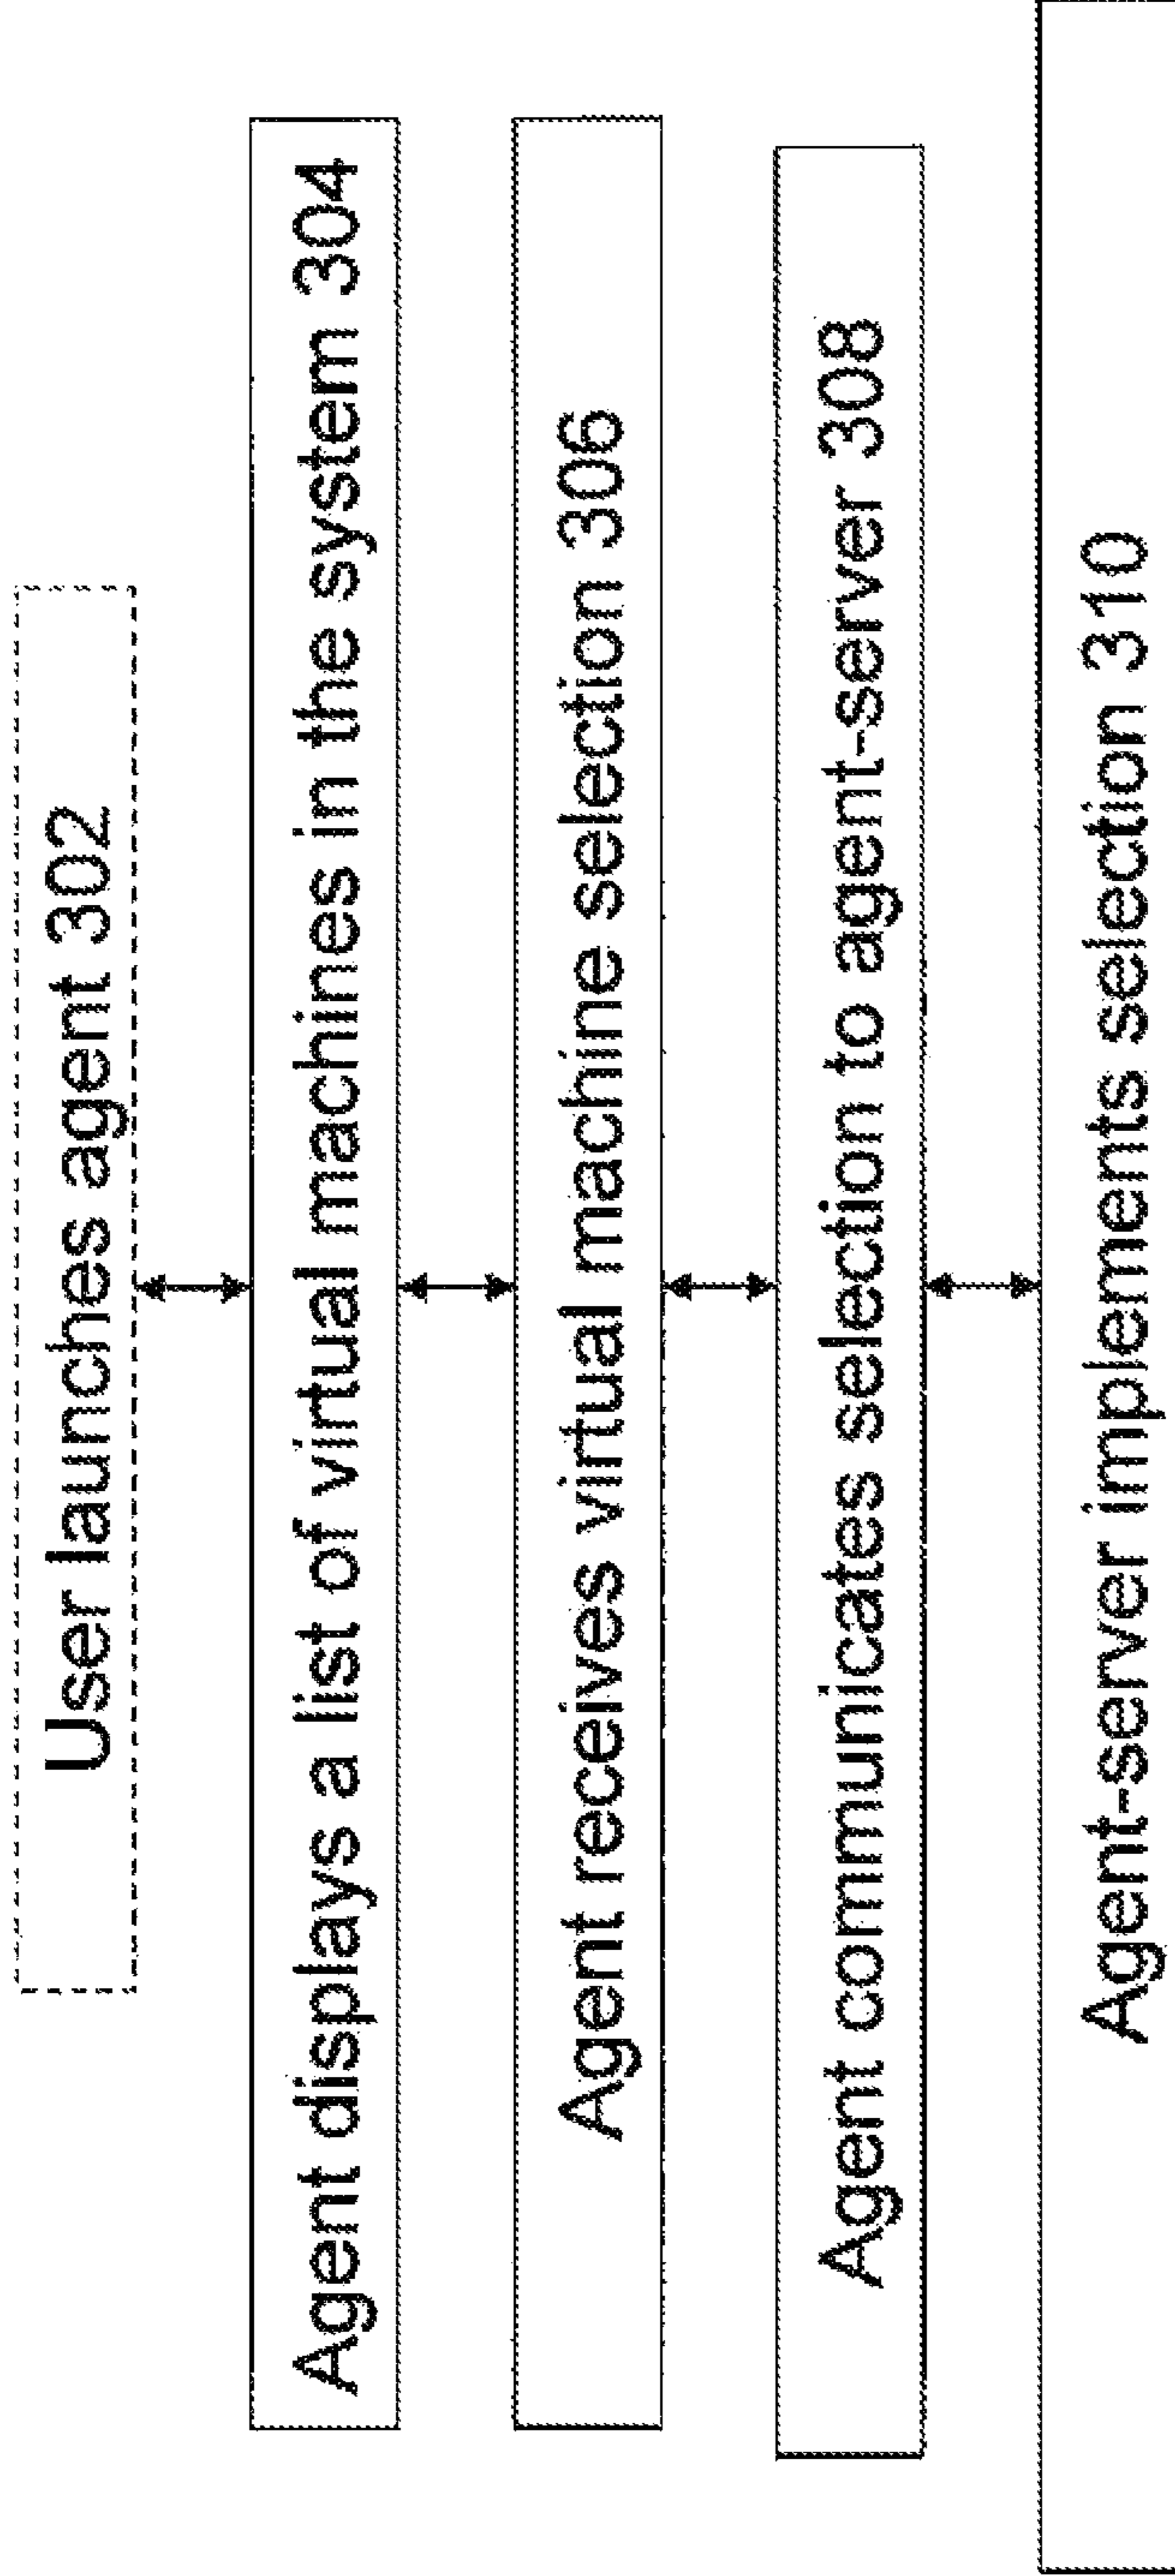 User launches agent 302
Agent displays a list of virtual machines in the system 304
Agent receives virtual machine selection 306
Agent communicates selection to agent-server 308
Agent-server implements selection 310